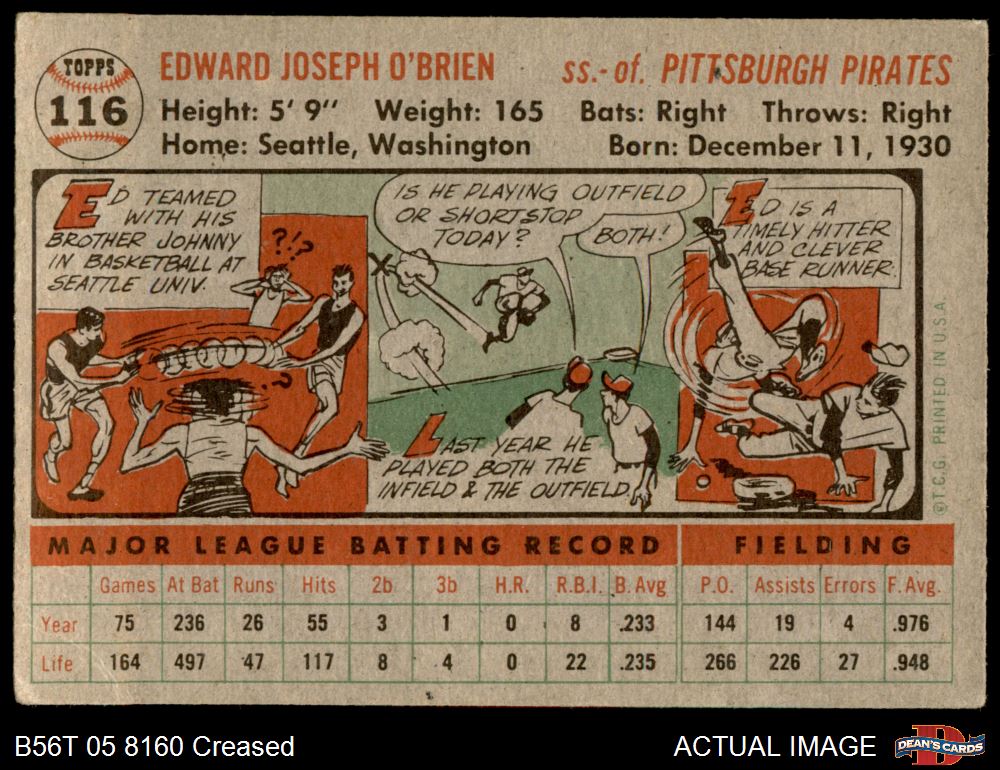 TOPPS
116
EDWARD JOSEPH O'BRIEN ss.-of. PITTSBURGH PIRATES
Height: 5' 9" Weight: 165 Bats: Right Throws: Right
Home: Seattle, Washington Born: December 11, 1930
ED TEAMED
WITH HIS
BROTHER JOHNNY
IN BASKETBALL AT
SEATTLE UNIV.
?!?
?
IS HE PLAYING OUTFIELD
OR SHORTSTOP
TODAY?
BOTH!
LAST YEAR HE
PLAYED BOTH THE
INFIELD & THE OUTFIELD.
ED IS A
TIMELY HITTER
AND CLEVER
BASE RUNNER.
©T.C.G. PRINTED IN U.S.A.
MAJOR LEAGUE BATTING RECORD FIELDING
Games At Bat Runs Hits 2b 3b H.R. R.B.I. B. Avg P.O. Assists Errors F. Avg.
Year 75 236 26 55 3 1 0 8 .233 144 19 4 .976
Life 164 497 47 117 8 4 0 22 .235 266 226 27 .948
B56T 05 8160 Creased ACTUAL IMAGE
DEAN'S CARDS